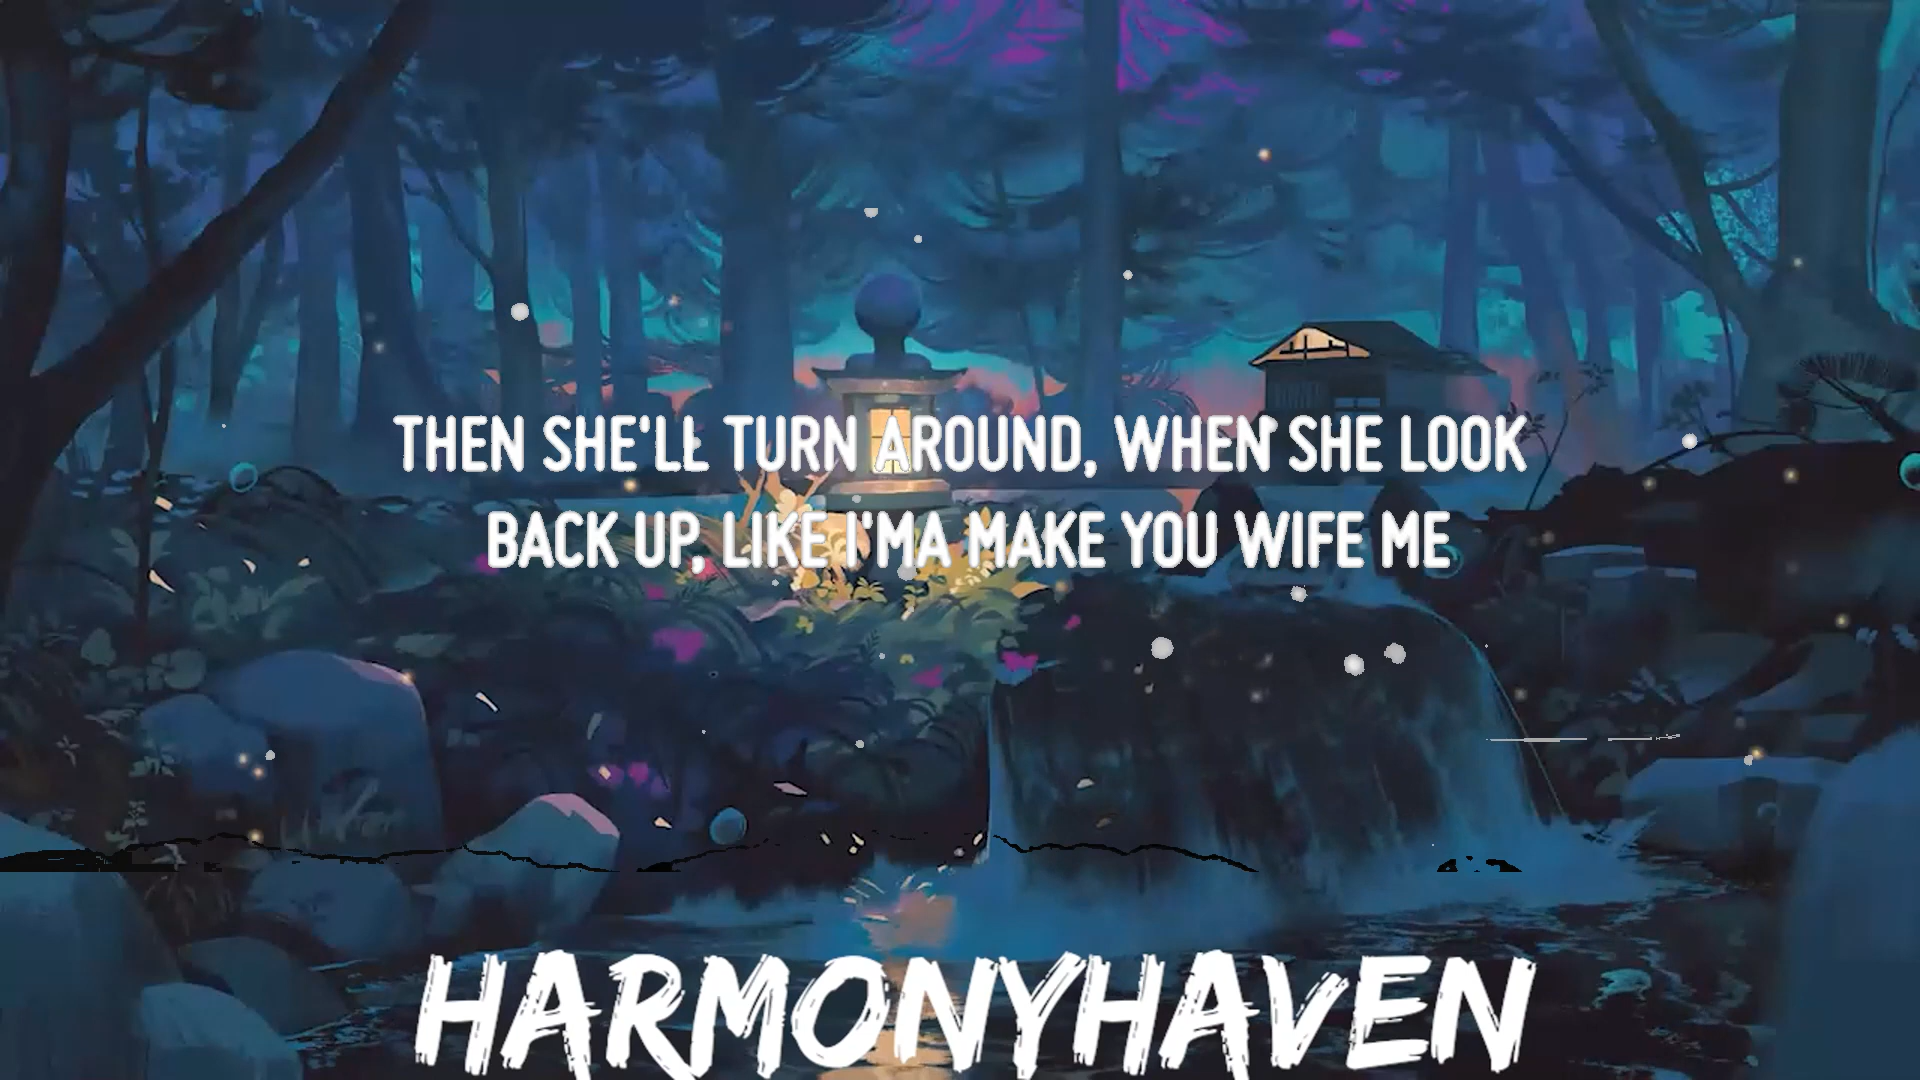 THEN SHE'LL TURN AROUND, WHEN SHE LOOK
BACK UP, LIKE I'MA MAKE YOU WIFE ME
HARMONYHAVEN